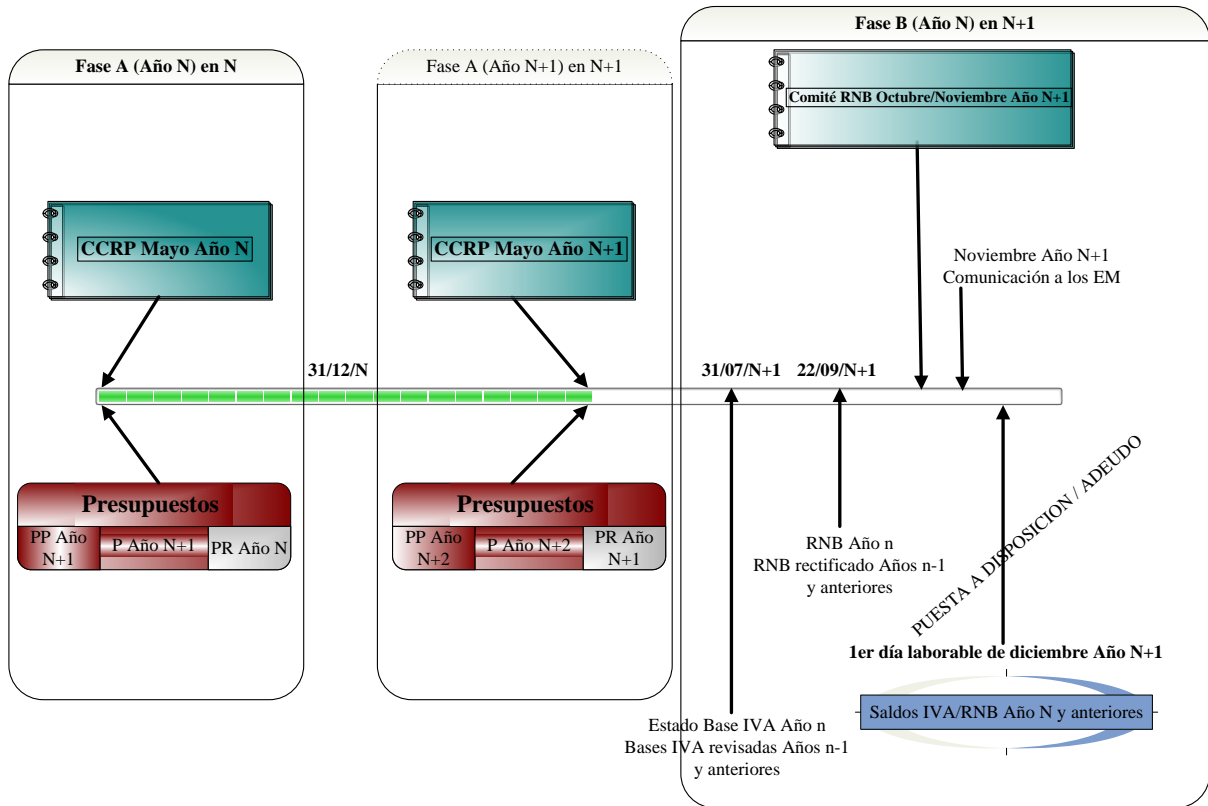 Fase A (Año N) en N
Fase A (Año N+1) en N+1
Fase B (Año N) en N+1
Comité RNB Octubre/Noviembre Año N+1
CCRP Mayo Año N
CCRP Mayo Año N+1
Noviembre Año N+1
Comunicación a los EM
31/12/N
31/07/N+1
22/09/N+1
Presupuestos
PP Año
N+1
P Año N+1
PR Año N
Presupuestos
PP Año
N+2
P Año N+2
PR Año
N+1
RNB Año n
RNB rectificado Años n-1
y anteriores
PUESTA A DISPOSICION / ADEUDO
1er día laborable de diciembre Año N+1
Saldos IVA/RNB Año N y anteriores
Estado Base IVA Año n
Bases IVA revisadas Años n-1
y anteriores